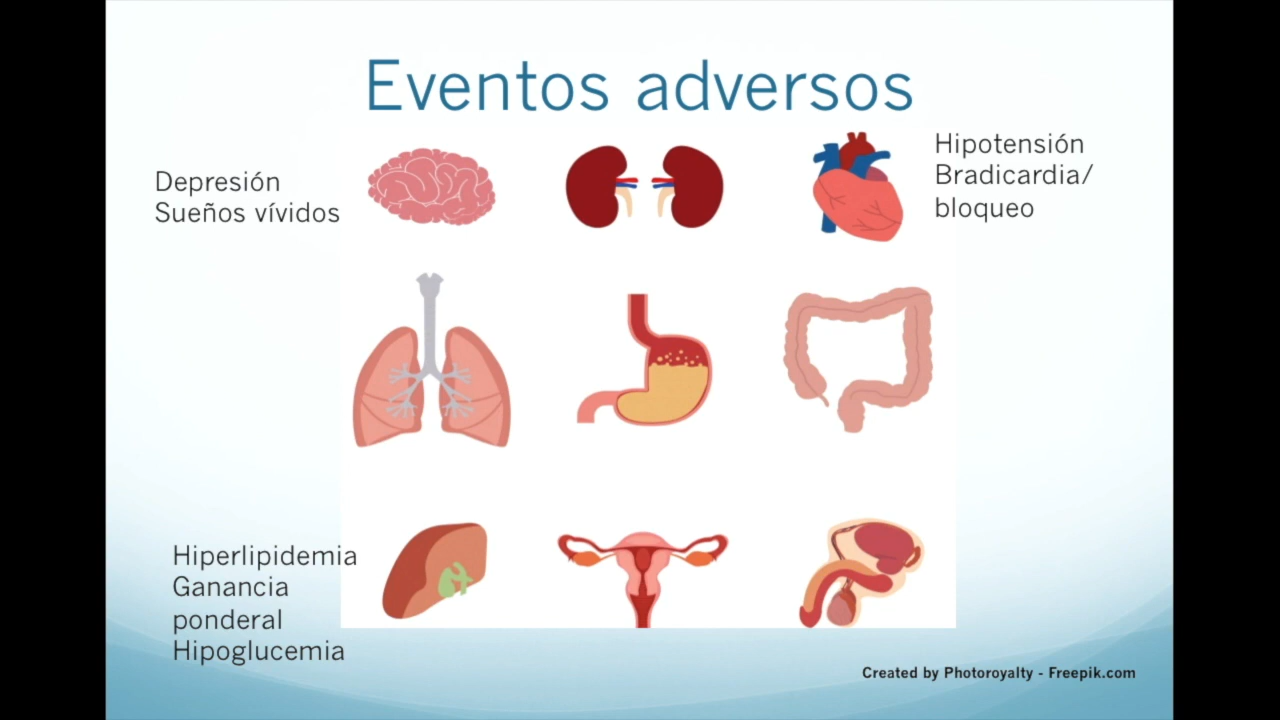 Eventos adversos
Depresión
Sueños vívidos
Hipotensión
Bradicardia/
bloqueo
Hiperlipidemia
Ganancia
ponderal
Hipoglucemia
Created by Photoroyalty - Freepik.com